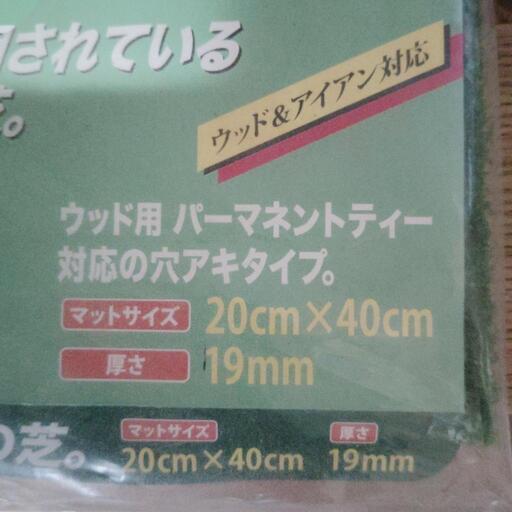 されている
。
ウッド&アイアン対応
ウッド用 パーマネントティー
対応の穴アキタイプ。
マットサイズ 20cm×40cm
厚さ 19mm
の芝。 マットサイズ 20cm×40cm 厚さ 19mm